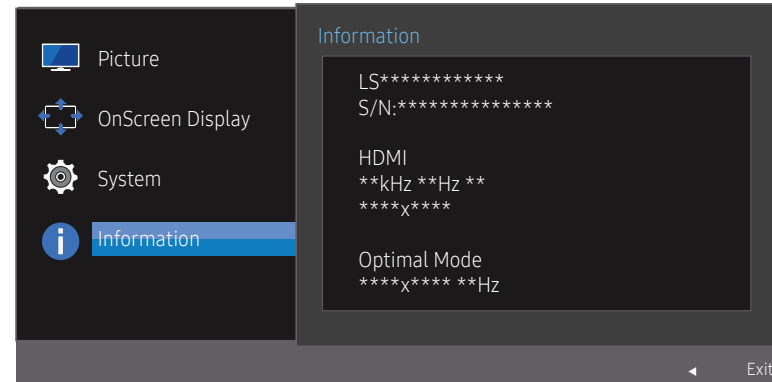 Picture
OnScreen Display
System
Information
Information
LS************
S/N:***************
HDMI
**kHz **Hz **
****x****
Optimal Mode
****x**** **Hz
Exit